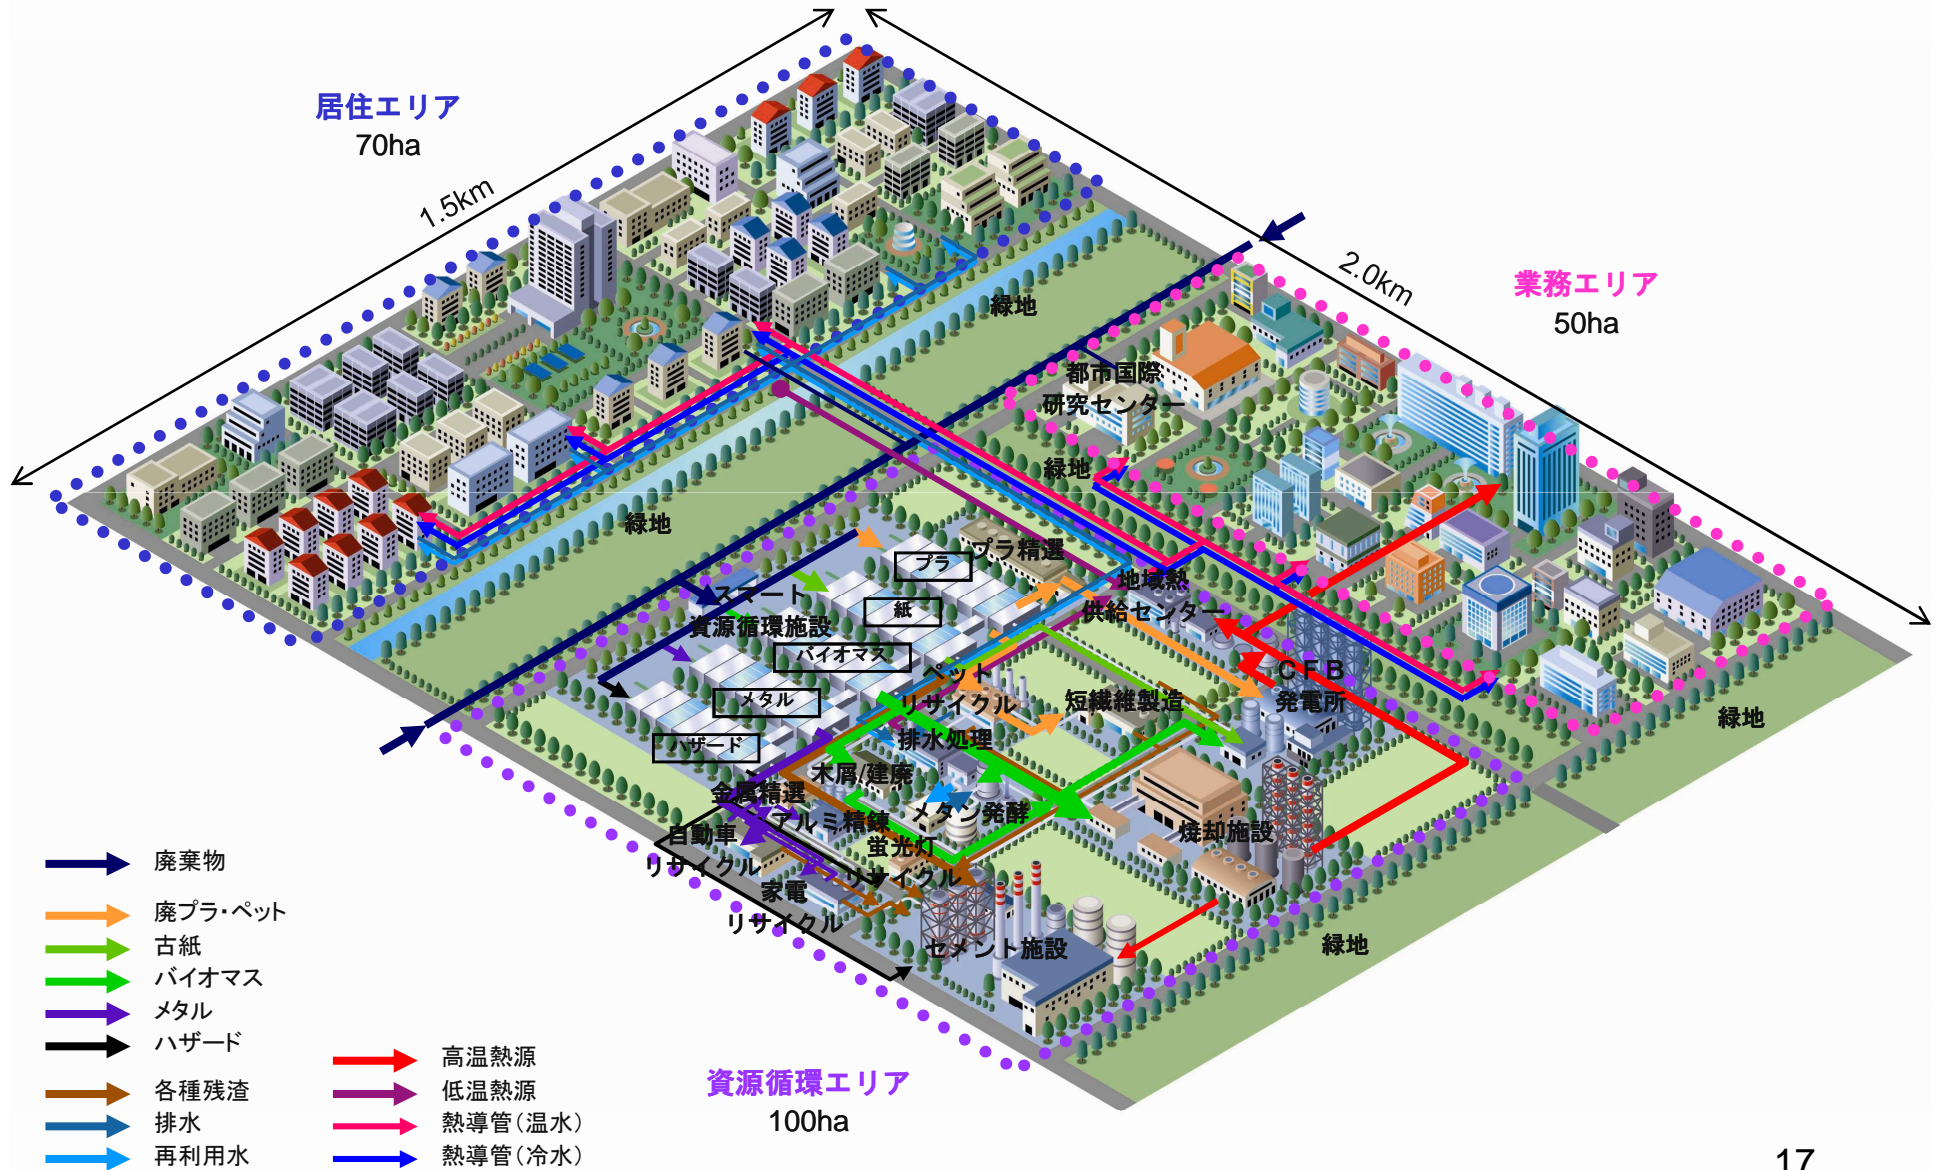 居住エリア
70ha
1.5km
2.0km
業務エリア
50ha
緑地
都市国際
研究センター
緑地
緑地
プラ
プラ精選
地域熱
供給センター
紙
スマート
資源循環施設
バイオマス
メタル
ハザード
ペット
リサイクル
短繊維製造
CFB
発電所
緑地
排水処理
木屑/建廃
金属精選
アルミ精錬
メタン発酵
焼却施設
自動車
リサイクル
蛍光灯
リサイクル
家電
リサイクル
セメント施設
緑地
廃棄物
廃プラ・ペット
古紙
バイオマス
メタル
ハザード
各種残渣
排水
再利用水
高温熱源
低温熱源
熱導管(温水)
熱導管(冷水)
資源循環エリア
100ha
17